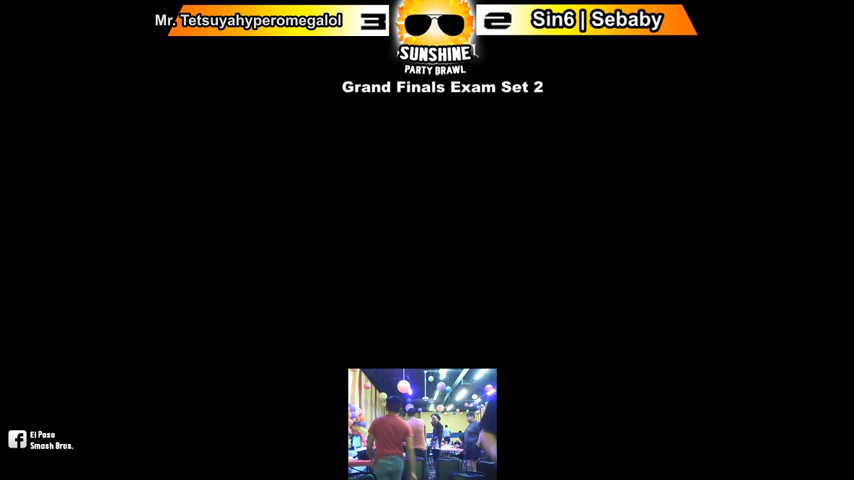 Mr. Tetsuyahyperomegalol 3 2 Sin6 | Sebaby
SUNSHINE
PARTY BRAWL
Grand Finals Exam Set 2
El Paso
Smash Bros.